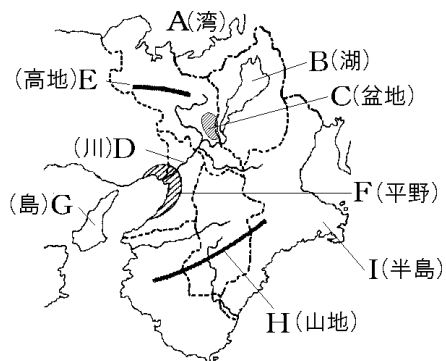 A(湾)
B(湖)
(高地)E
C(盆地)
(川)D
F(平野)
(島)G
I(半島)
H(山地)